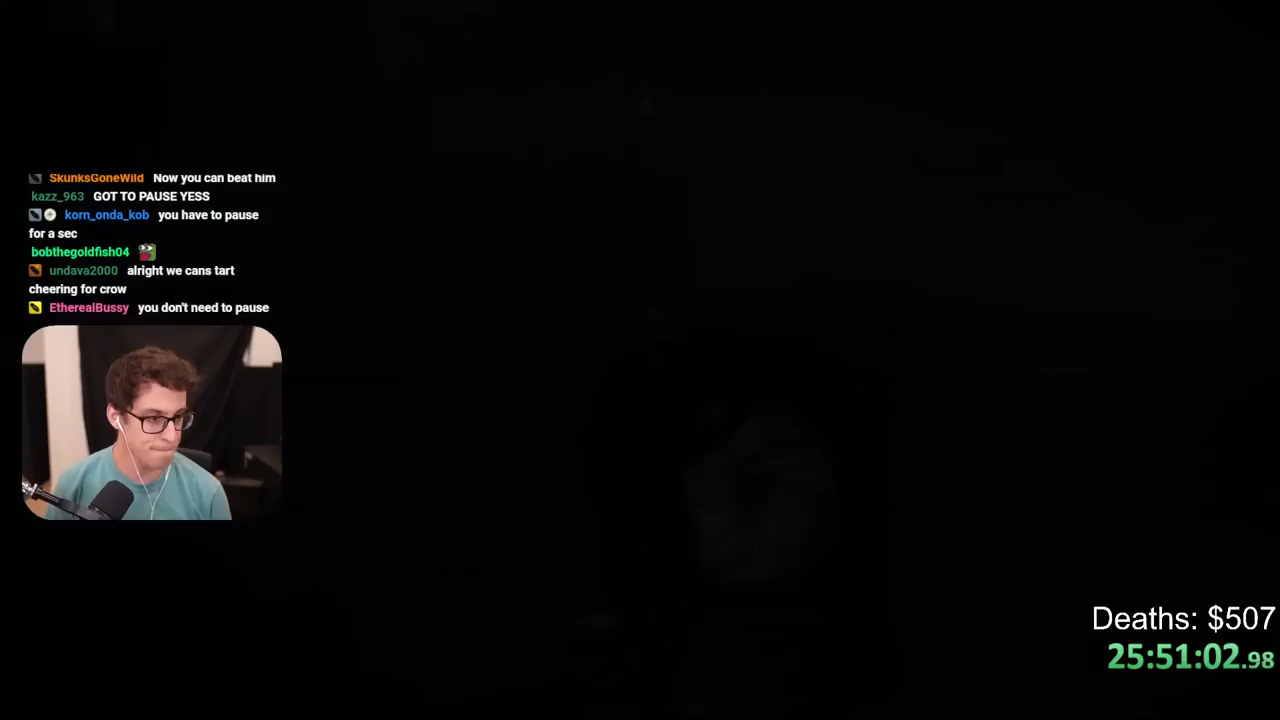 SkunksGoneWild Now you can beat him
kazz_963 GOT TO PAUSE YESS
korn_onda_kob you have to pause
for a sec
bobthegoldfish04
undava2000 alright we cans tart
cheering for crow
EtherealBussy you don't need to pause
Deaths: $507
25:51:02.98